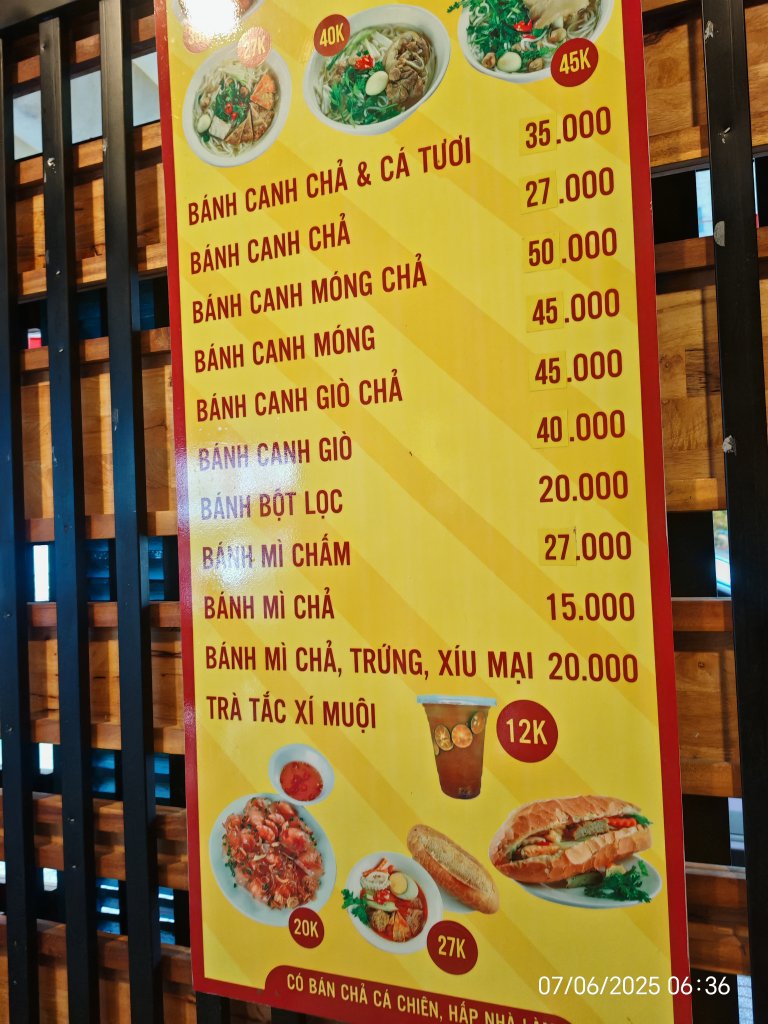 27K
40K
45K
BÁNH CANH CHẢ & CÁ TƯƠI 35.000
BÁNH CANH CHẢ 27.000
BÁNH CANH MÓNG CHẢ 50.000
BÁNH CANH MÓNG 45.000
BÁNH CANH GIÒ CHẢ 45.000
BÁNH CANH GIÒ 40.000
BÁNH BỘT LỌC 20.000
BÁNH MÌ CHẤM 27.000
BÁNH MÌ CHẢ 15.000
BÁNH MÌ CHẢ, TRỨNG, XÍU MẠI 20.000
TRÀ TẮC XÍ MUỘI 12K
20K
27K
CÓ BÁN CHẢ CÁ CHIÊN, HẤP NHÀ
07/06/2025 06:36